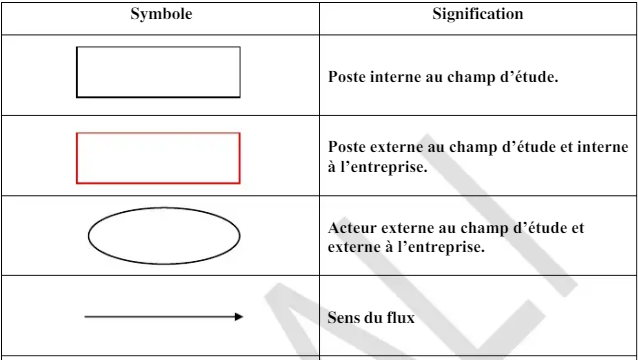 Symbole Signification
Poste interne au champ d’étude.
Poste externe au champ d’étude et interne
à l’entreprise.
Acteur externe au champ d’étude et
externe à l’entreprise.
Sens du flux
ALI